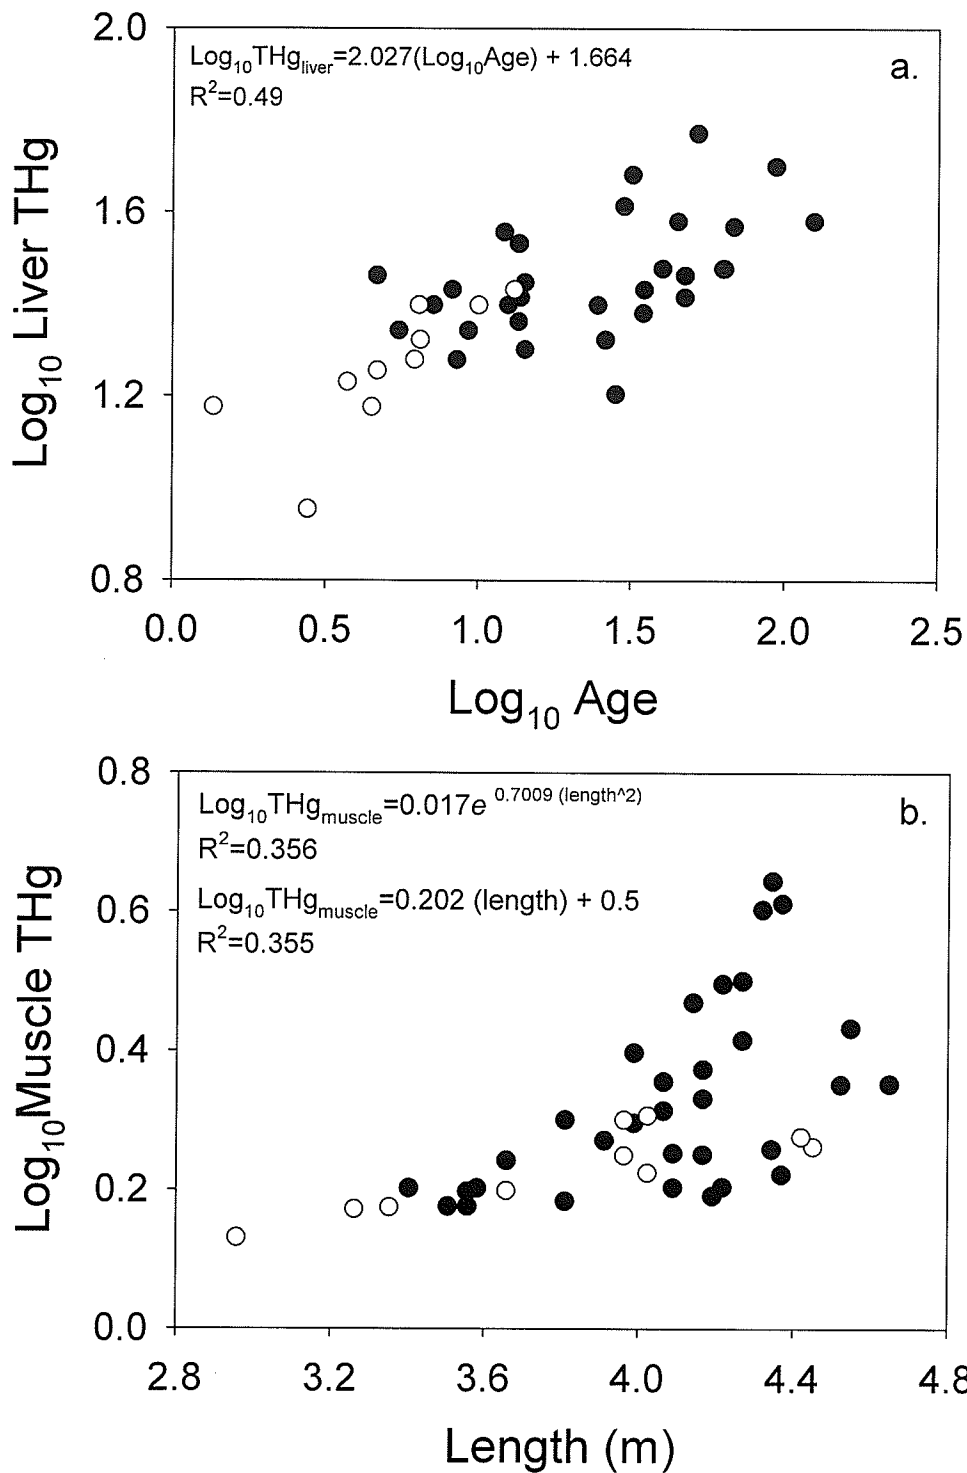 2.0
Log10THgliver=2.027(Log10Age) + 1.664
R2=0.49
a.
1.6
1.2
0.8
Log10 Liver THg
0.0 0.5 1.0 1.5 2.0 2.5
Log10 Age
0.8
Log10THgmuscle=0.017e 0.7009 (length^2)
R2=0.356
b.
Log10THgmuscle=0.202 (length) + 0.5
R2=0.355
0.6
0.4
0.2
0.0
Log10Muscle THg
2.8 3.2 3.6 4.0 4.4 4.8
Length (m)